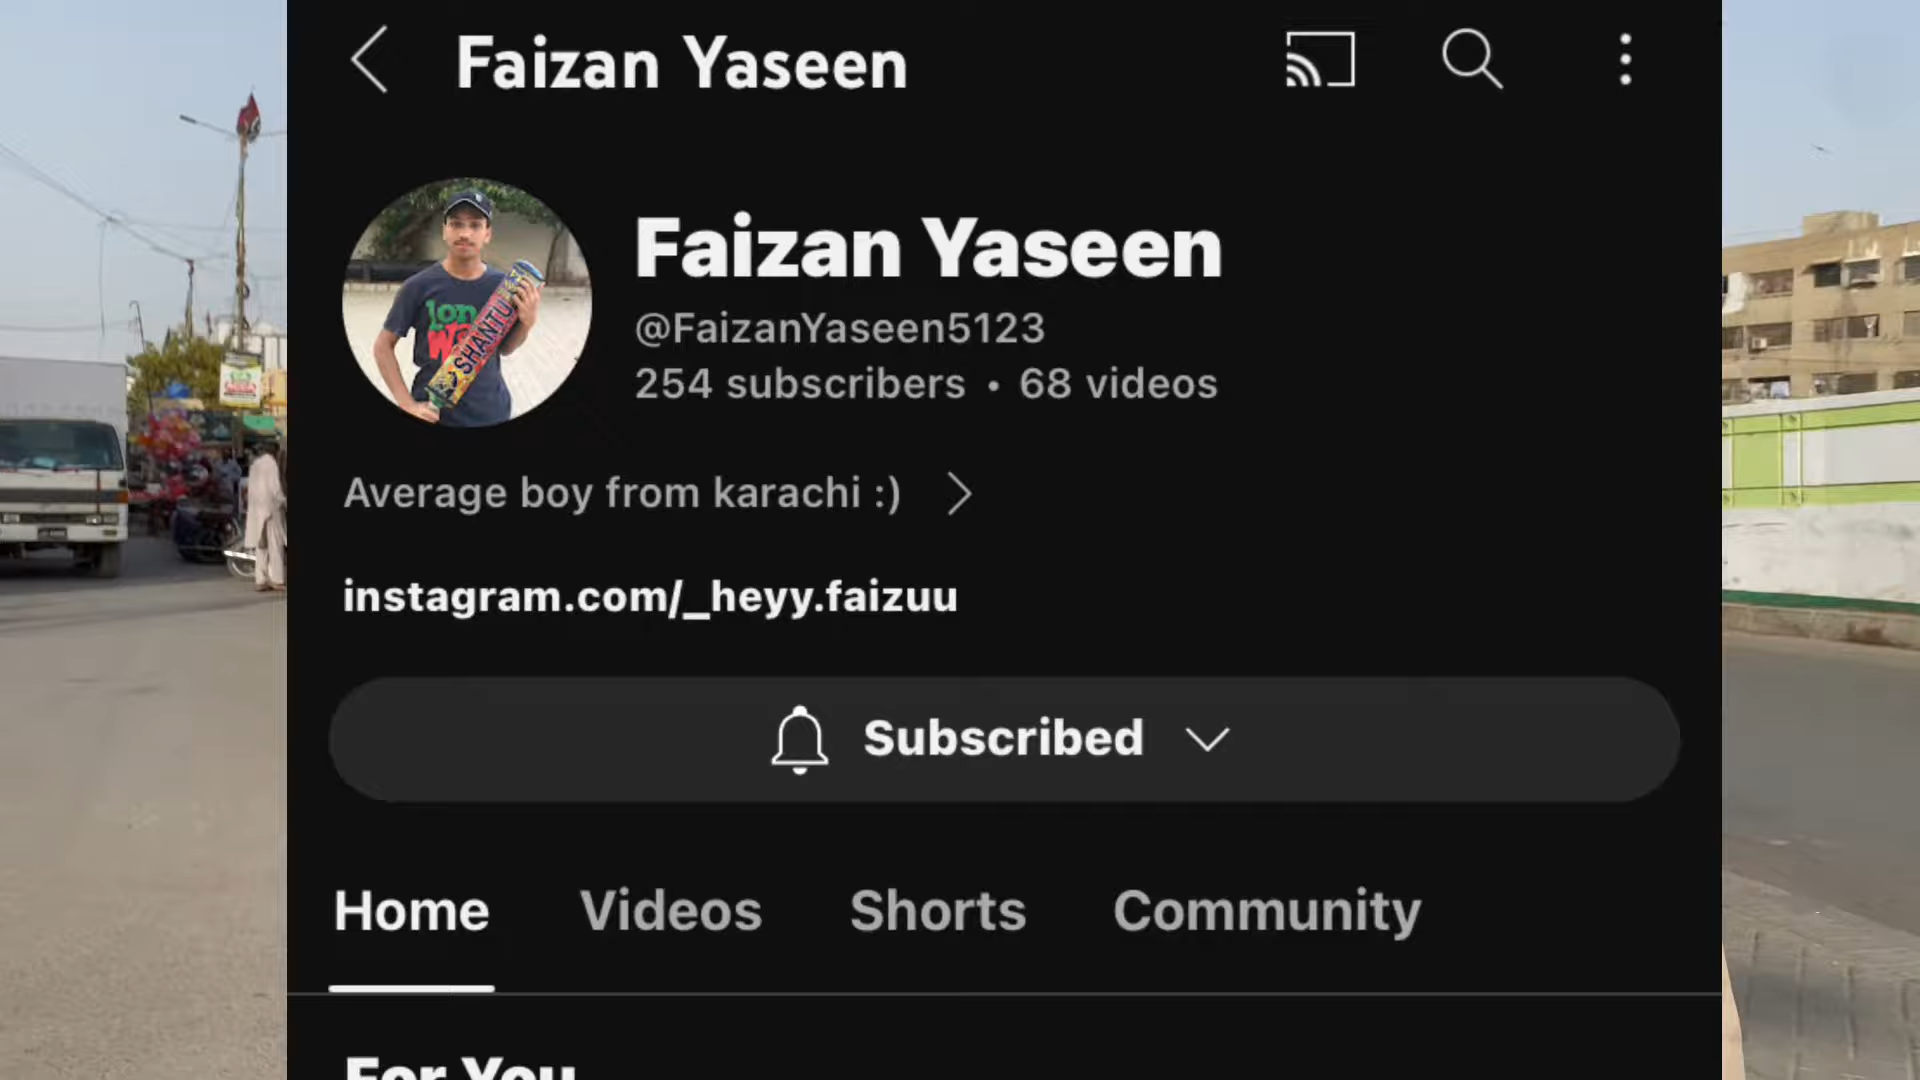 Faizan Yaseen
Faizan Yaseen
@FaizanYaseen5123
254 subscribers • 68 videos
Average boy from karachi :)
instagram.com/_heyy.faizuu
Subscribed
Home Videos Shorts Community
For You
SHANTU